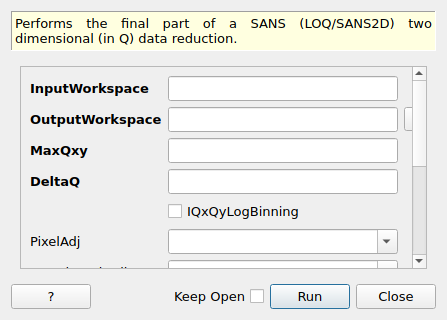 Performs the final part of a SANS (LOQ/SANS2D) two
dimensional (in Q) data reduction.
InputWorkspace
OutputWorkspace
MaxQxy
DeltaQ
IQxQyLogBinning
PixelAdj
?
Keep Open
Run
Close